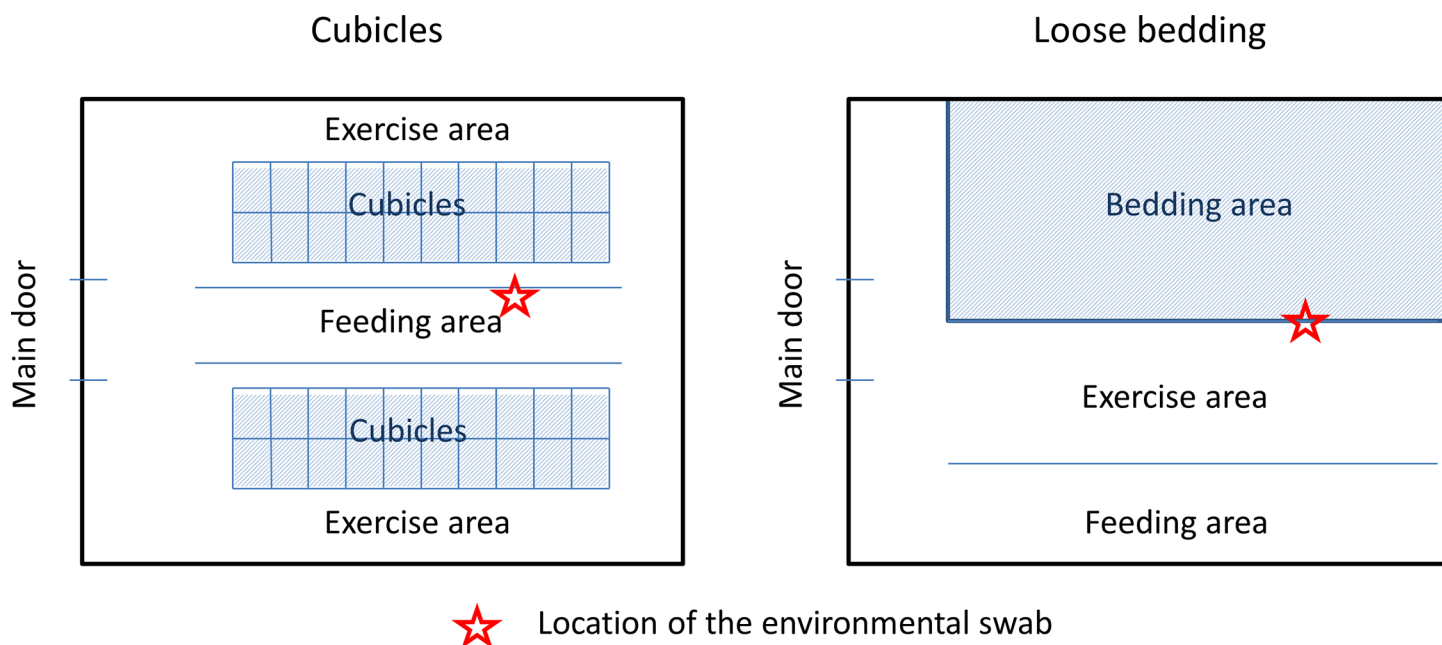 Cubicles
Loose bedding
Exercise area
Cubicles
Main door
Feeding area
Cubicles
Exercise area
Bedding area
Main door
Exercise area
Feeding area
Location of the environmental swab